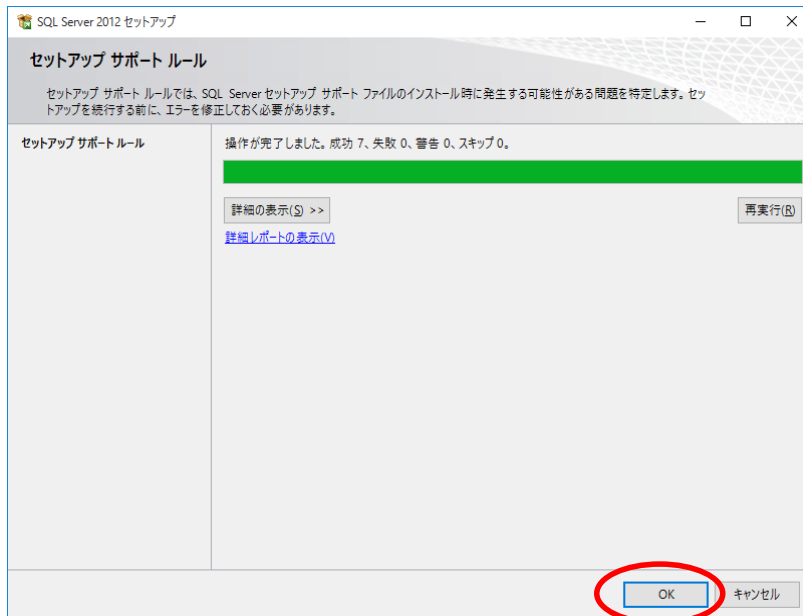 SQL Server 2012 セットアップ
セットアップ サポート ルール
セットアップ サポート ルールでは、SQL Server セットアップ サポート ファイルのインストール時に発生する可能性がある問題を特定します。セッ
トアップを続行する前に、エラーを修正しておく必要があります。
セットアップ サポート ルール
操作が完了しました。成功 7、失敗 0、警告 0、スキップ 0。
詳細の表示(S) >>
再実行(R)
詳細レポートの表示(V)
OK
キャンセル